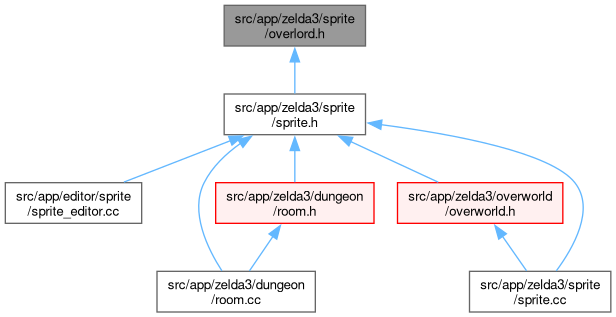 src/app/zelda3/sprite
/overlord.h
src/app/zelda3/sprite
/sprite.h
src/app/editor/sprite
/sprite_editor.cc
src/app/zelda3/dungeon
/room.h
src/app/zelda3/overworld
/overworld.h
src/app/zelda3/dungeon
/room.cc
src/app/zelda3/sprite
/sprite.cc